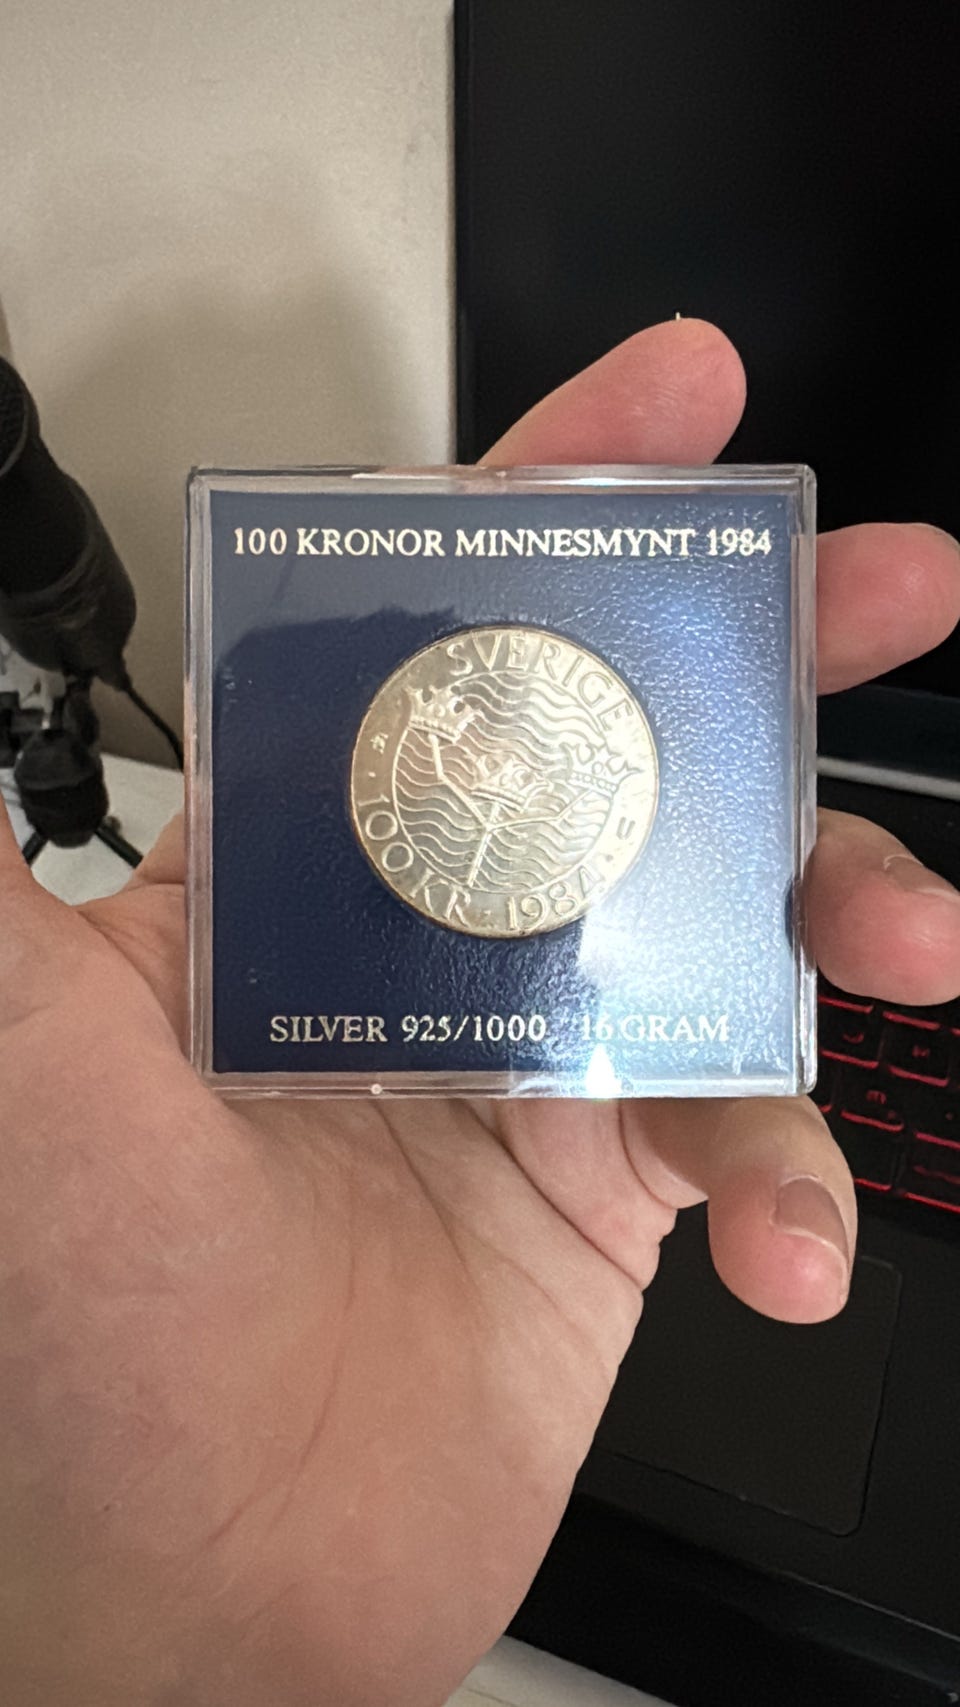 100 KRONOR MINNESMYNT 1984
SVERIGE
100 KR · 1984
SILVER 925/1000 16 GRAM